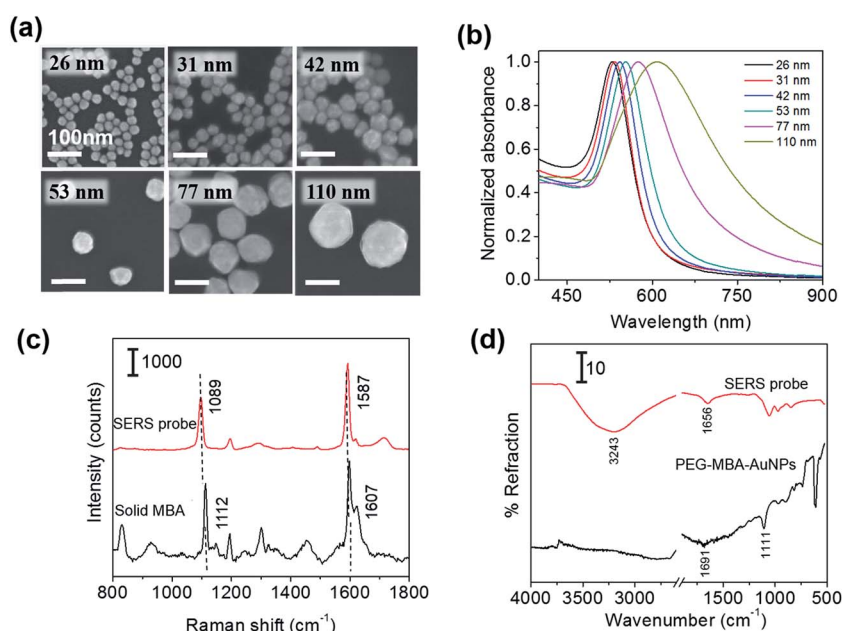 (a)
26 nm
31 nm
42 nm
100nm
53 nm
77 nm
110 nm
(b)
Normalized absorbance
1.0
0.8
0.6
0.4
0.2
0.0
26 nm
31 nm
42 nm
53 nm
77 nm
110 nm
450 600 750 900
Wavelength (nm)
(c)
Intensity (counts)
1000
1089
1587
SERS probe
Solid MBA
1112
1607
800 1000 1200 1400 1600 1800
Raman shift (cm⁻¹)
(d)
% Refraction
10
SERS probe
3243
1656
PEG-MBA-AuNPs
1691
1111
4000 3500 3000 1500 1000 500
Wavenumber (cm⁻¹)